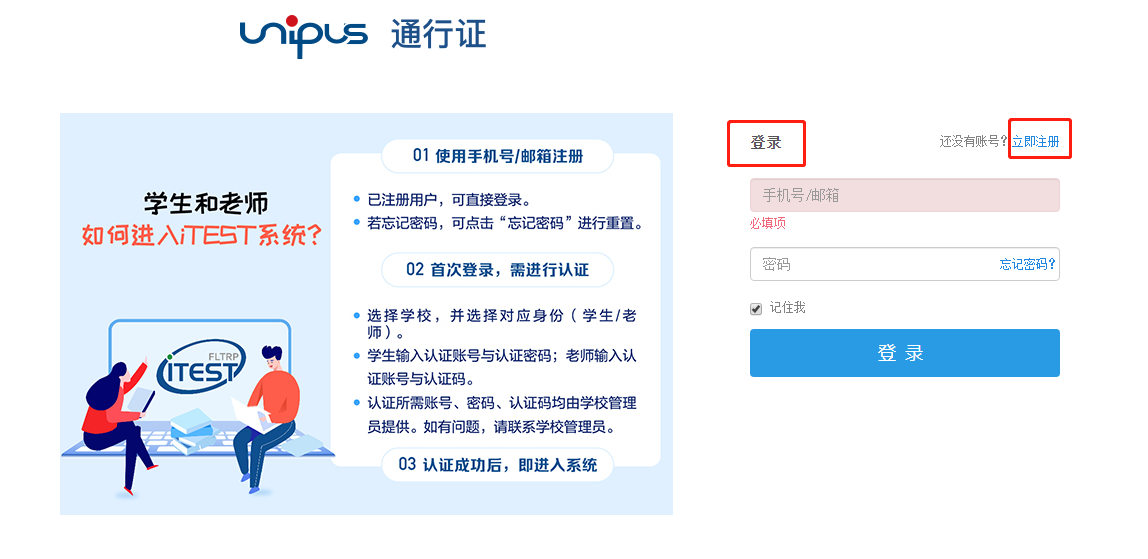 unipus 通行证
学生和老师
如何进入iTEST系统?
FLTRP
iTEST
01 使用手机号/邮箱注册
已注册用户，可直接登录。
若忘记密码，可点击“忘记密码”进行重置。
02 首次登录，需进行认证
选择学校，并选择对应身份（学生/老
师）。
学生输入认证账号与认证密码；老师输入认
证账号与认证码。
认证所需账号、密码、认证码均由学校管理
员提供。如有问题，请联系学校管理员。
03 认证成功后，即进入系统
登录
还没有账号? 立即注册
手机号/邮箱
必填项
密码
忘记密码?
记住我
登 录